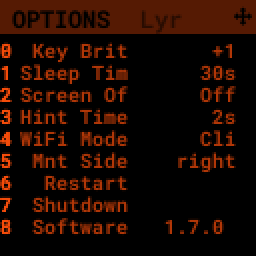 OPTIONS Lyr
0 Key Brit +1
1 Sleep Tim 30s
2 Screen Of Off
3 Hint Time 2s
4 WiFi Mode Cli
5 Mnt Side right
6 Restart
7 Shutdown
8 Software 1.7.0